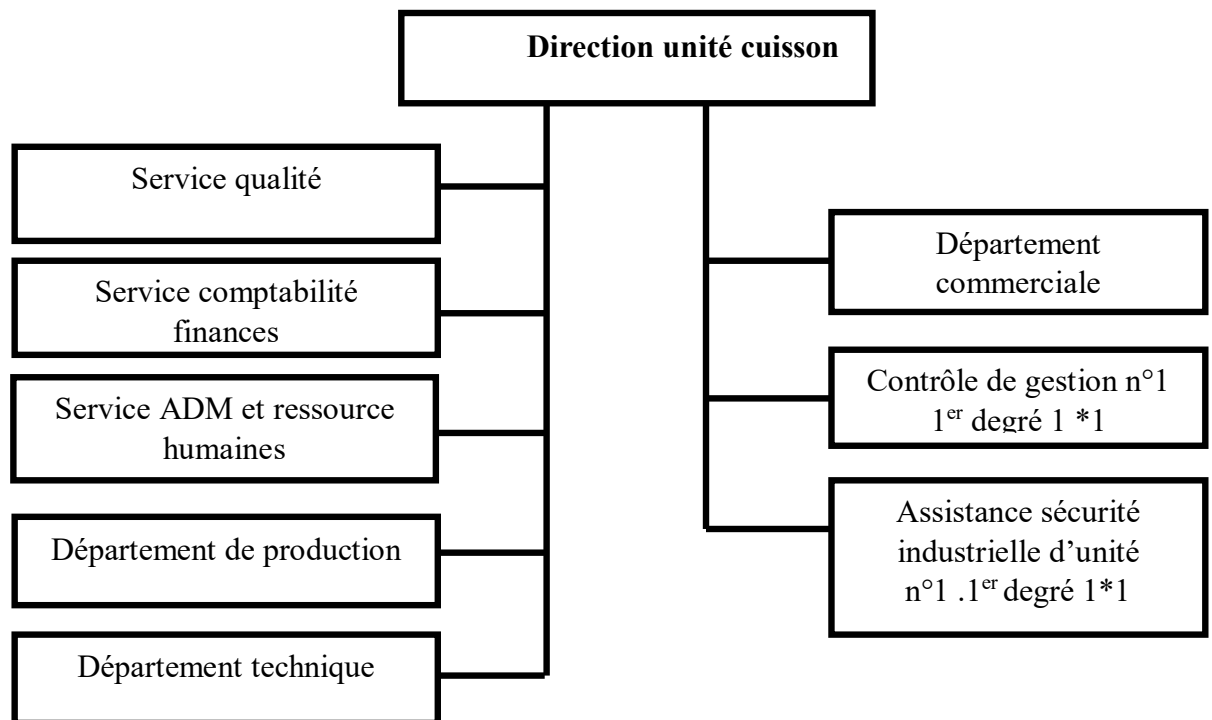 Direction unité cuisson
Service qualité
Service comptabilité
finances
Service ADM et ressource
humaines
Département de production
Département technique
Département
commerciale
Contrôle de gestion n°1
1er degré 1 *1
Assistance sécurité
industrielle d’unité
n°1 .1er degré 1*1